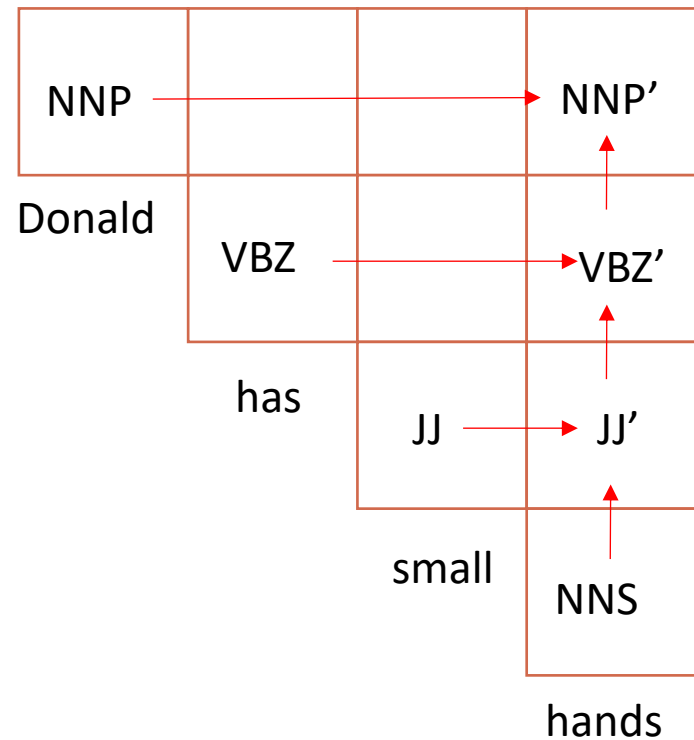 NNP NNP’
Donald
VBZ VBZ’
has
JJ JJ’
small
NNS
hands